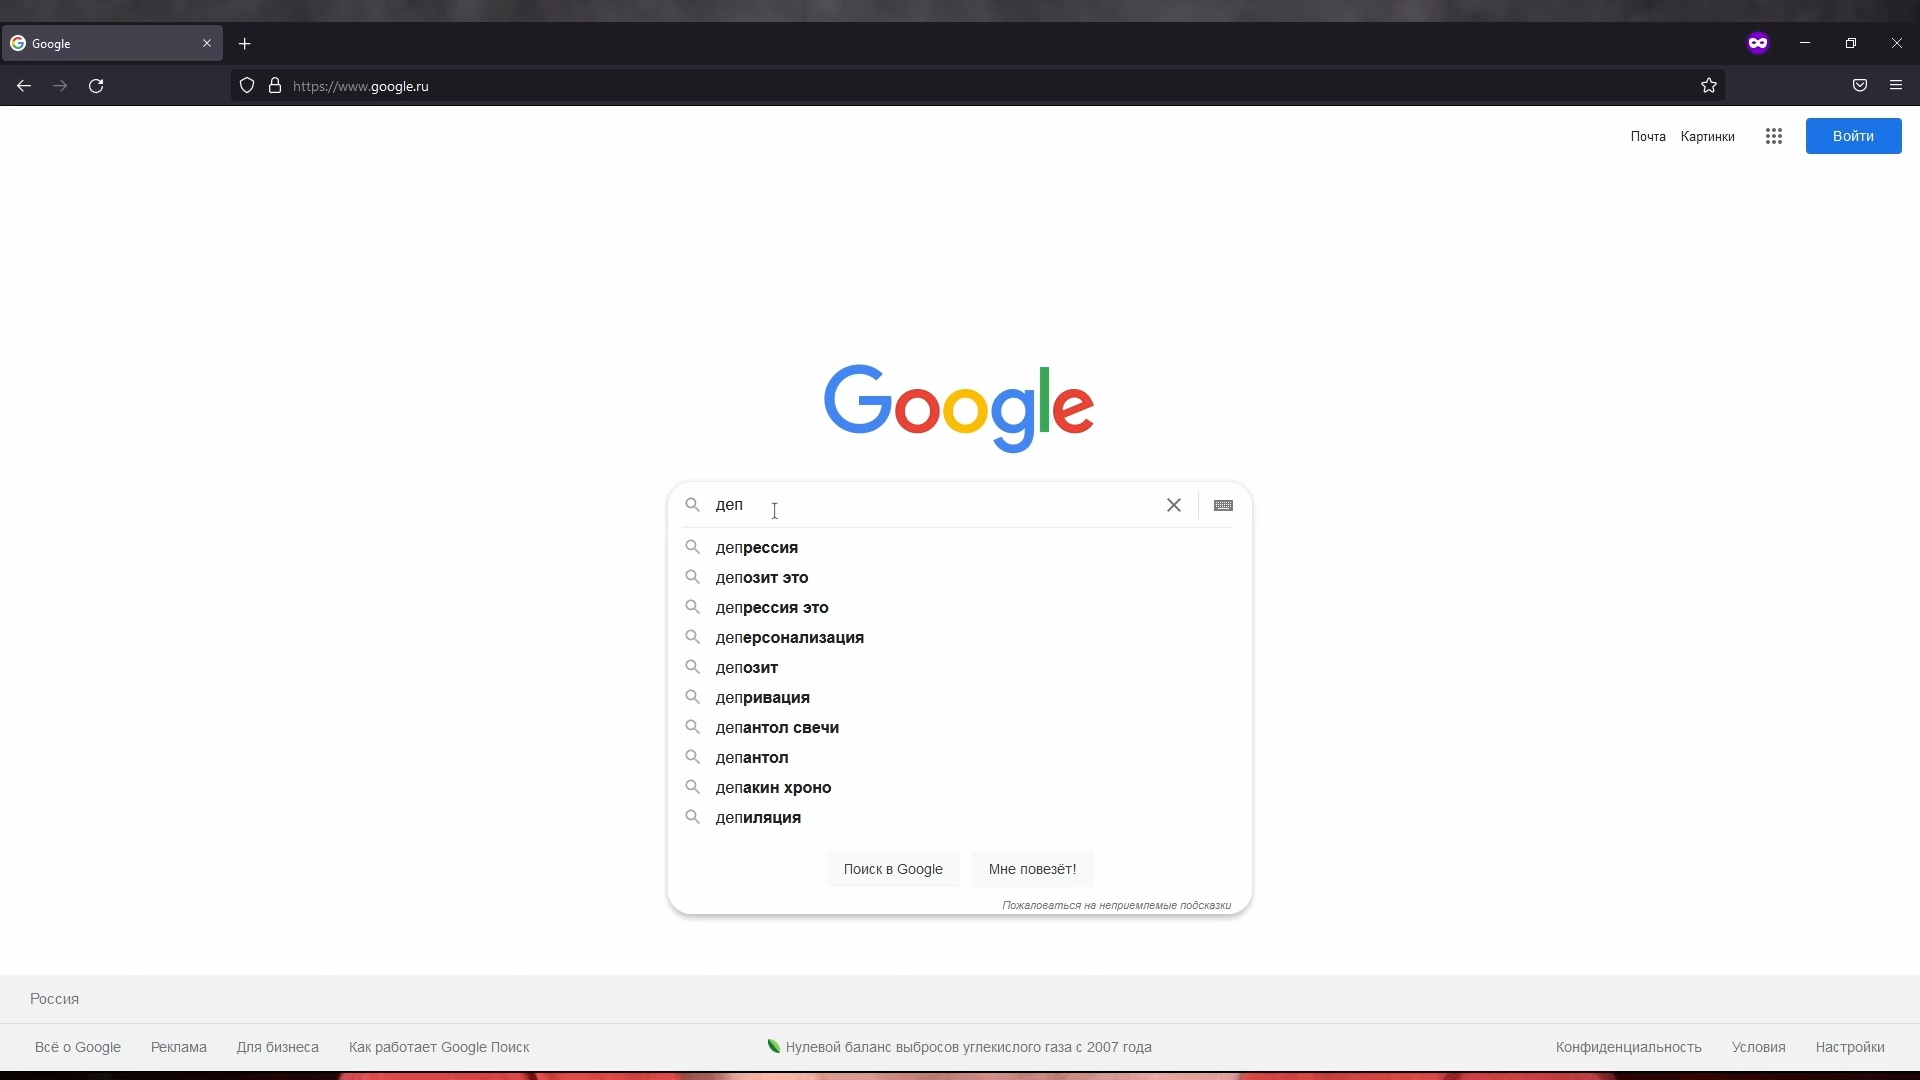 Google
https://www.google.ru
Почта Картинки Войти
Google
деп
депрессия
депозит это
депрессия это
деперсонализация
депозит
депривация
депантол свечи
депантол
депакин хроно
депиляция
Поиск в Google Мне повезёт!
Пожаловаться на неприемлемые подсказки
Россия
Всё о Google Реклама Для бизнеса Как работает Google Поиск Нулевой баланс выбросов углекислого газа с 2007 года Конфиденциальность Условия Настройки